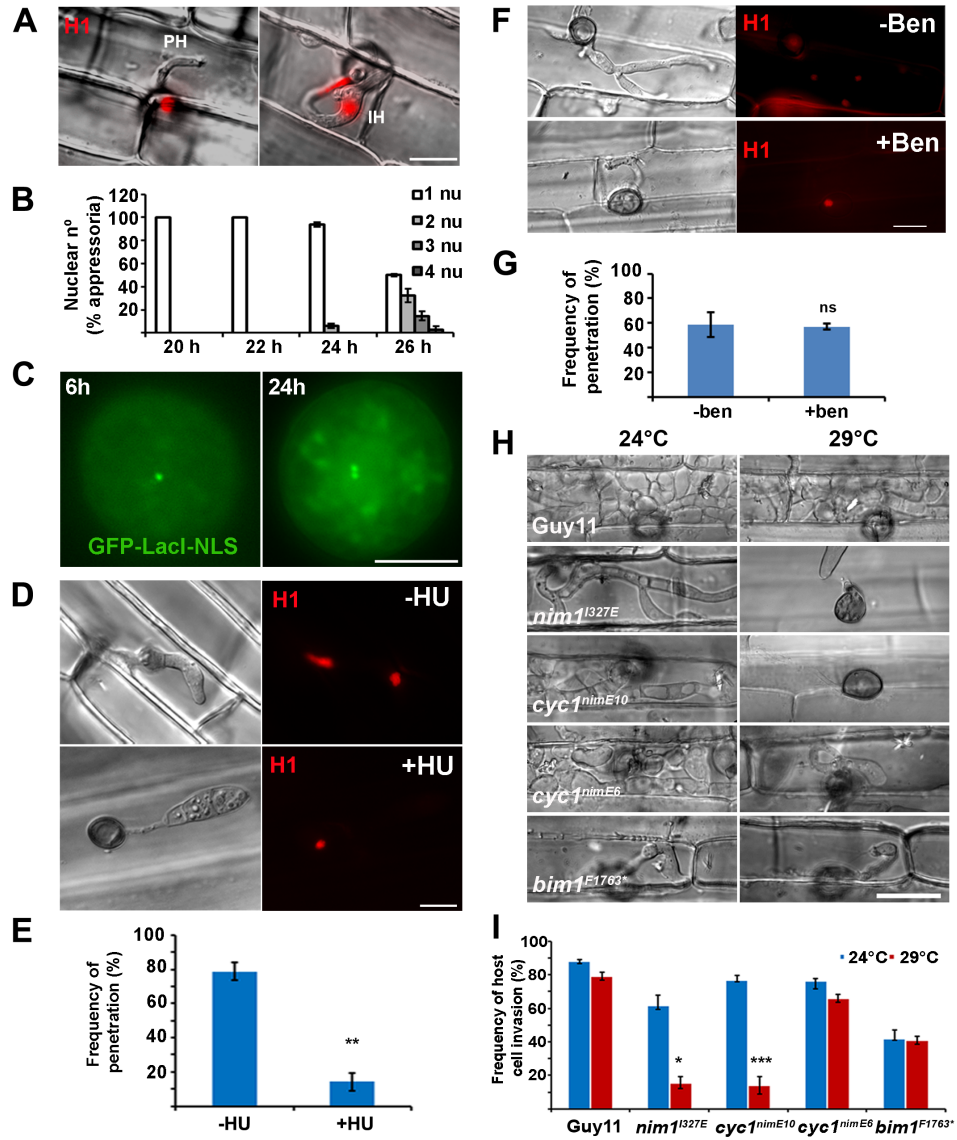 A
H1
PH
IH
B
Nuclear nº
(% appressoria)
120
100
80
60
40
20
1 nu
2 nu
3 nu
4 nu
20 h
22 h
24 h
26 h
C
6h
24h
GFP-LacI-NLS
D
H1
-HU
H1
+HU
E
Frequency of
penetration (%)
100
80
60
40
20
**
-HU
+HU
F
H1
-Ben
H1
+Ben
G
Frequency of
penetration (%)
100
80
60
40
20
ns
-ben
+ben
H
24°C
29°C
Guy11
nim1I327E
cyc1nimE10
cyc1nimE6
bim1F1763*
I
Frequency of host
cell invasion (%)
100
80
60
40
20
24°C
29°C
*
***
Guy11
nim1I327E
cyc1nimE10
cyc1nimE6
bim1F1763*